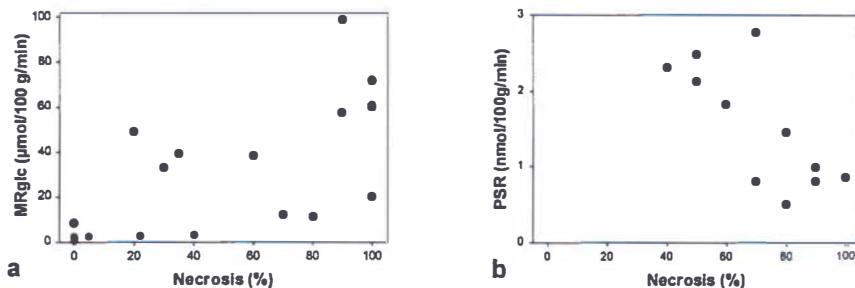 100
80
60
40
20
0
MRglc (µmol/100 g/min)
0 20 40 60 80 100
Necrosis (%)
a
3
2
1
0
PSR (nmol/100g/min)
0 20 40 60 80 100
Necrosis (%)
b